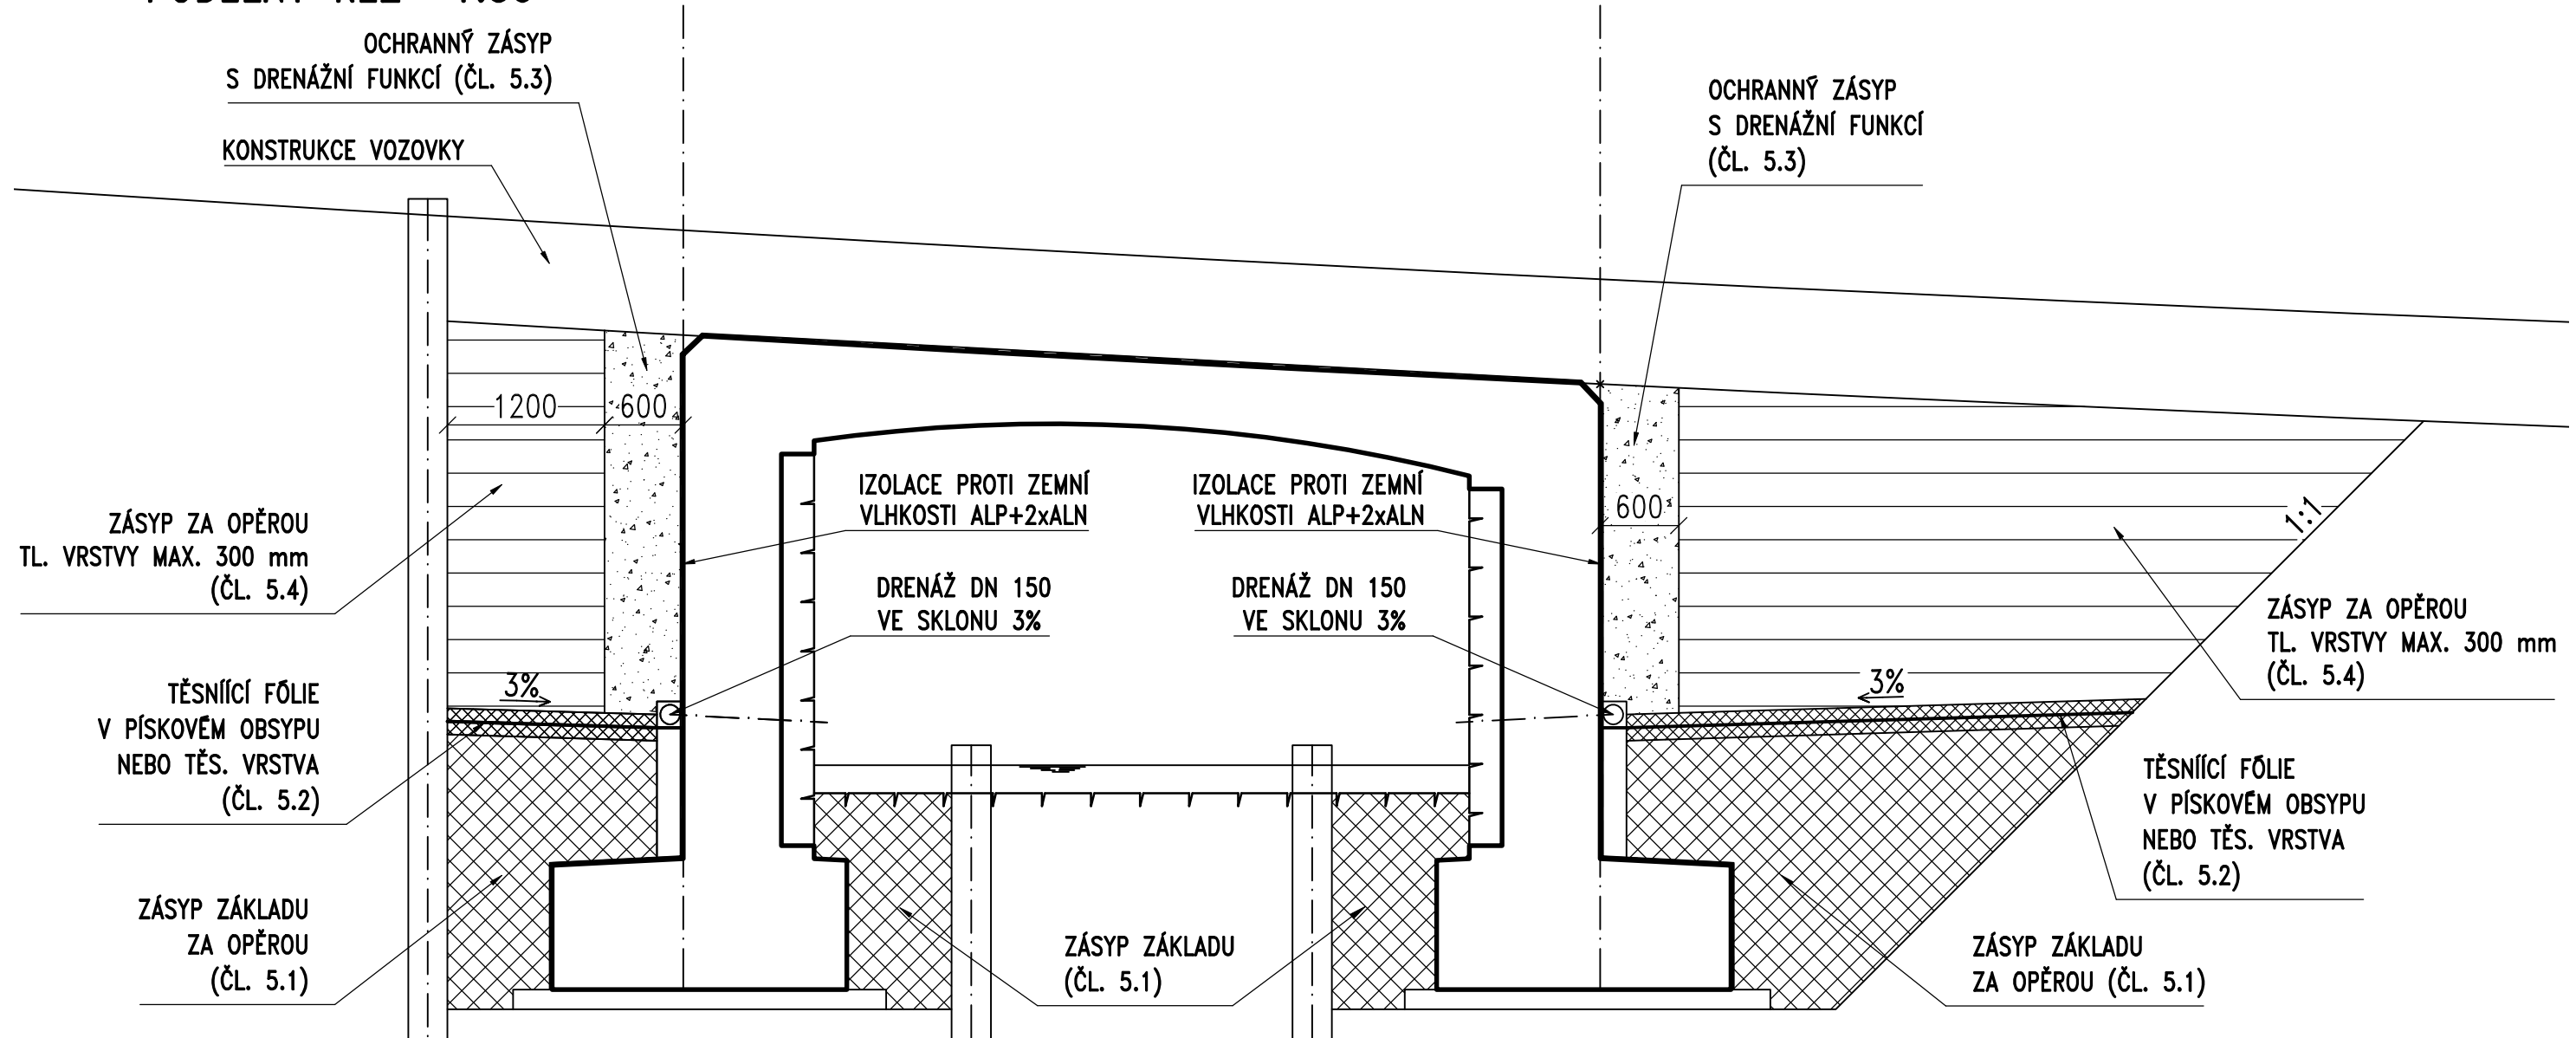 OCHRANNÝ ZÁSYP
S DRENÁŽNÍ FUNKCÍ (ČL. 5.3)
KONSTRUKCE VOZOVKY
OCHRANNÝ ZÁSYP
S DRENÁŽNÍ FUNKCÍ
(ČL. 5.3)
1200
600
IZOLACE PROTI ZEMNÍ
VLHKOSTI ALP+2xALN
IZOLACE PROTI ZEMNÍ
VLHKOSTI ALP+2xALN
600
1:1
ZÁSYP ZA OPĚROU
TL. VRSTVY MAX. 300 mm
(ČL. 5.4)
DRENÁŽ DN 150
VE SKLONU 3%
DRENÁŽ DN 150
VE SKLONU 3%
ZÁSYP ZA OPĚROU
TL. VRSTVY MAX. 300 mm
(ČL. 5.4)
3%
3%
TĚSNÍÍCÍ FÓLIE
V PÍSKOVÉM OBSYPU
NEBO TĚS. VRSTVA
(ČL. 5.2)
TĚSNÍÍCÍ FÓLIE
V PÍSKOVÉM OBSYPU
NEBO TĚS. VRSTVA
(ČL. 5.2)
ZÁSYP ZÁKLADU
ZA OPĚROU
(ČL. 5.1)
ZÁSYP ZÁKLADU
(ČL. 5.1)
ZÁSYP ZÁKLADU
ZA OPĚROU (ČL. 5.1)